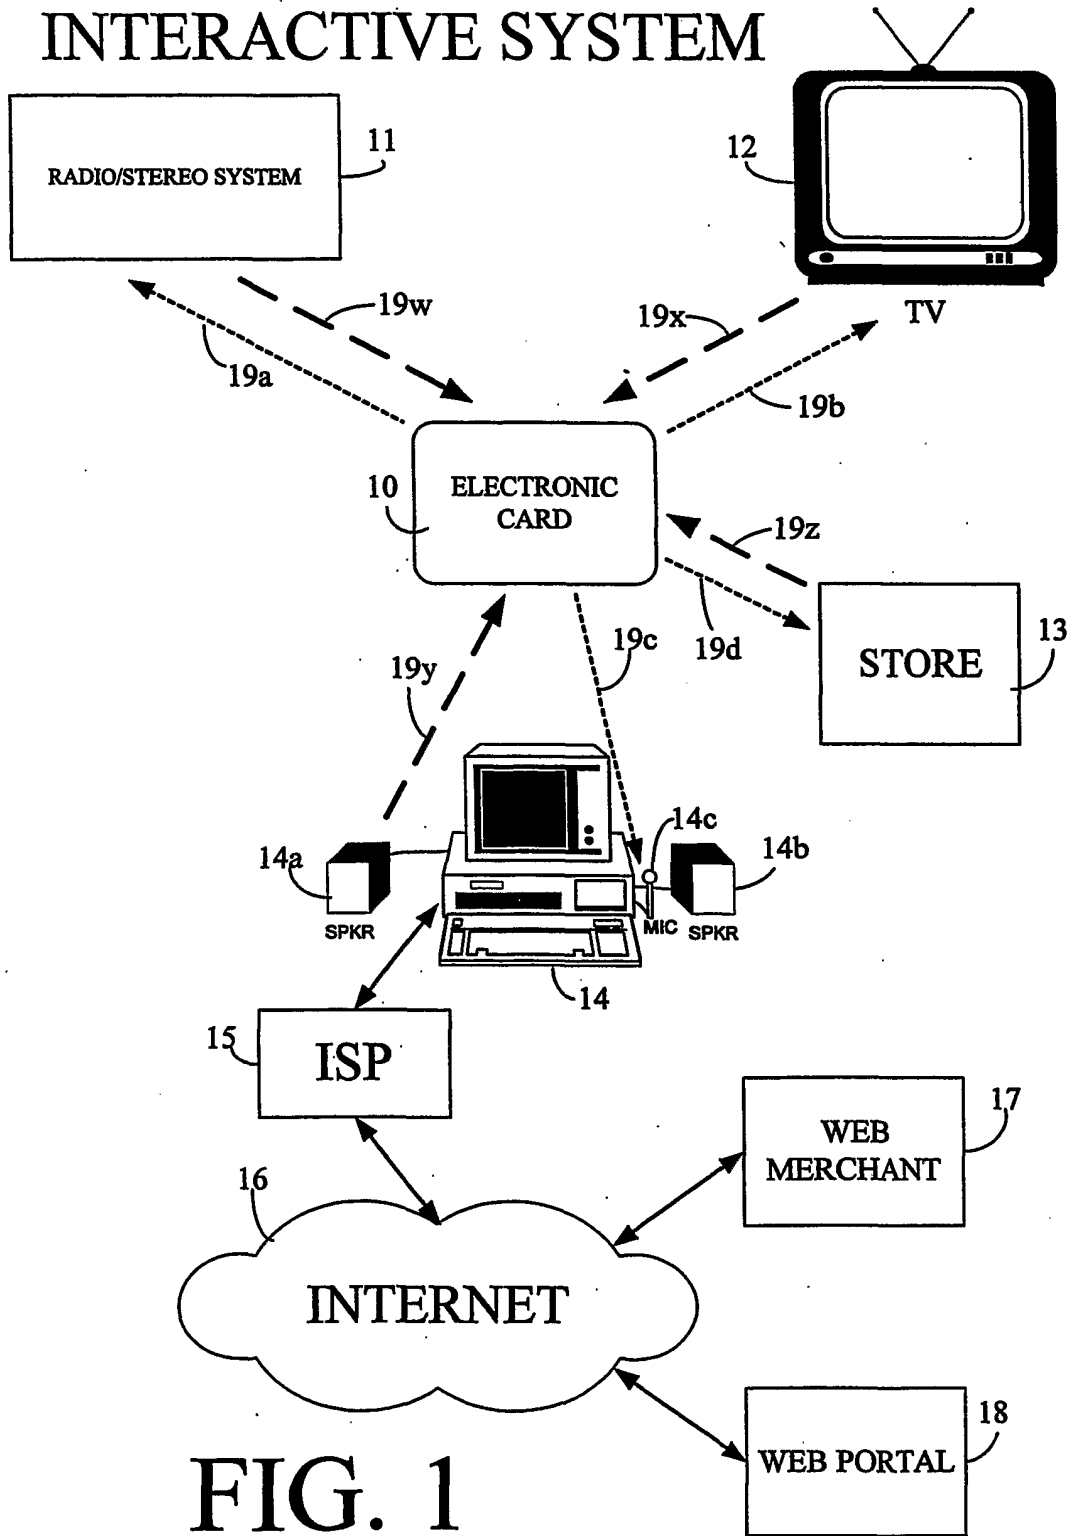 INTERACTIVE SYSTEM
RADIO/STEREO SYSTEM
11
12
TV
19w
19x
19a
19b
10
ELECTRONIC
CARD
19z
19d
19c
STORE
13
19y
14a
SPKR
14c
14b
MIC
SPKR
14
15
ISP
17
WEB
MERCHANT
16
INTERNET
18
WEB PORTAL
FIG. 1